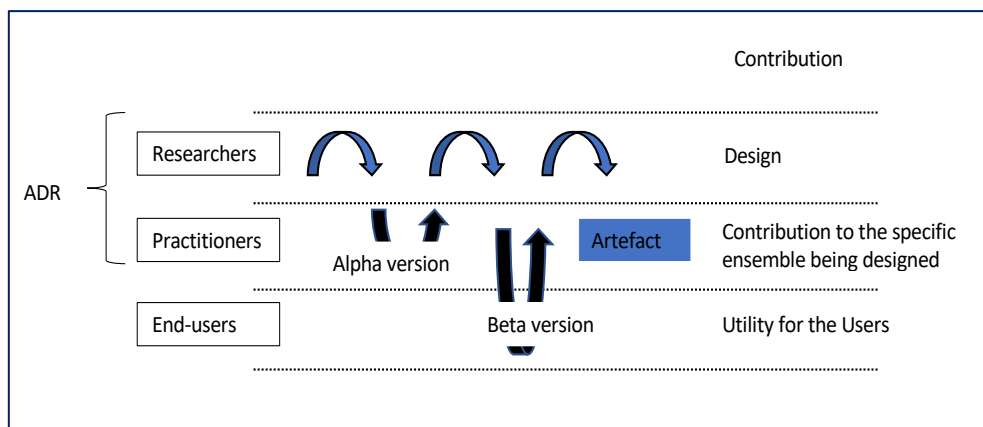 Contribution
Researchers
Design
ADR
Practitioners
Artefact
Contribution to the specific
ensemble being designed
Alpha version
End-users
Beta version
Utility for the Users